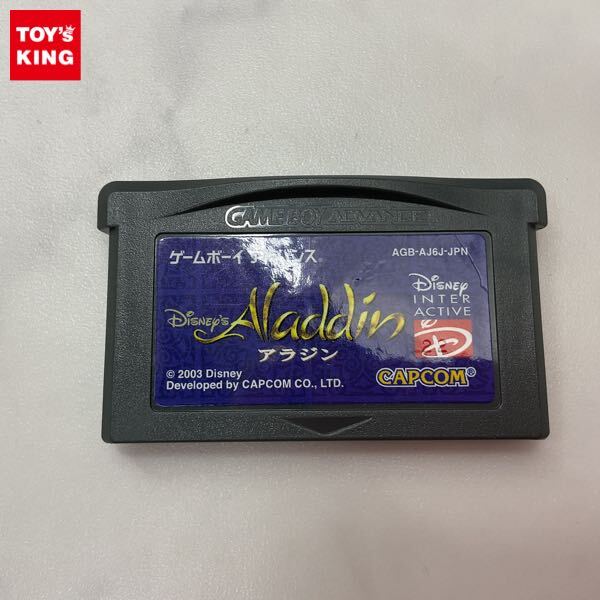 TOY'S
KING
GAME BOY ADVANCE
ゲームボーイアドバンス
AGB-AJ6J-JPN
DISNEY'S Aladdin
アラジン
DISNEY
INTER
ACTIVE
© 2003 Disney
Developed by CAPCOM CO., LTD.
CAPCOM®